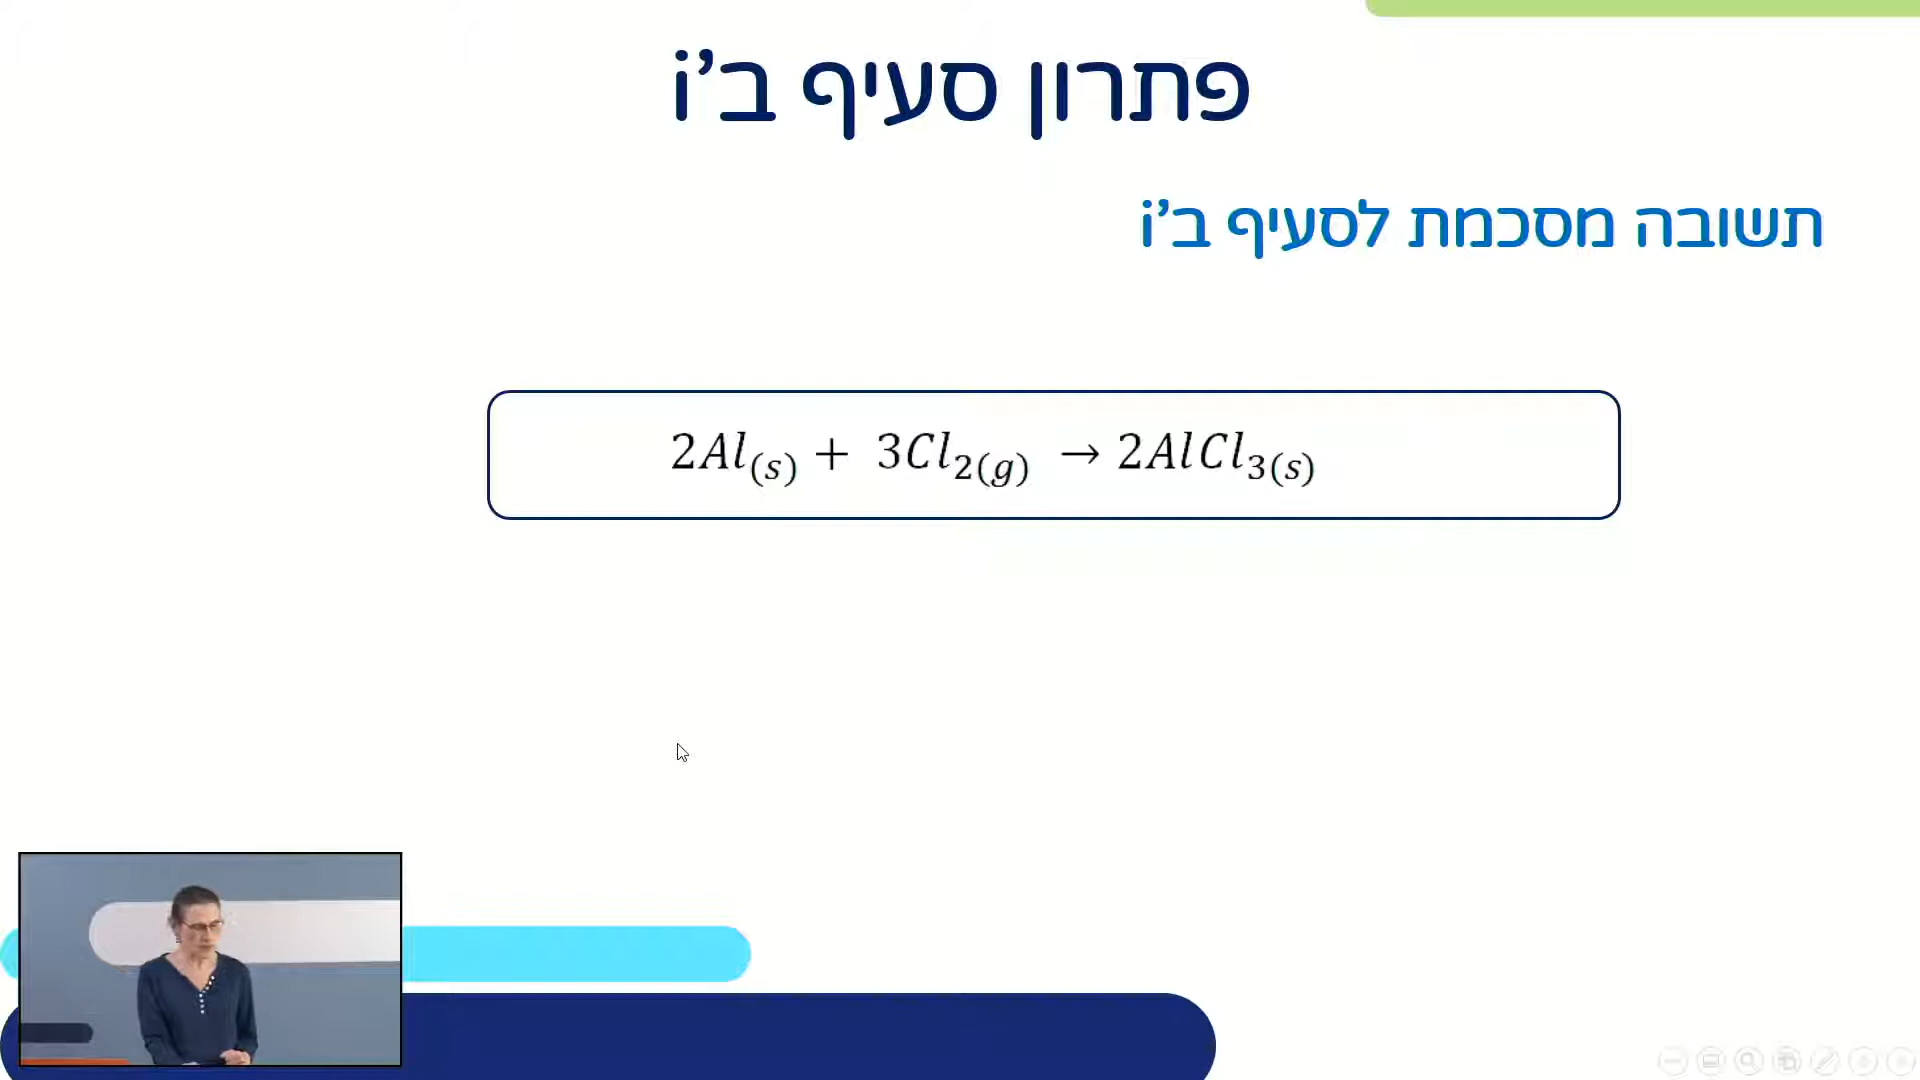 פתרון סעיף ב'i
תשובה מסכמת לסעיף ב'i
2Al(s) + 3Cl2(g) → 2AlCl3(s)